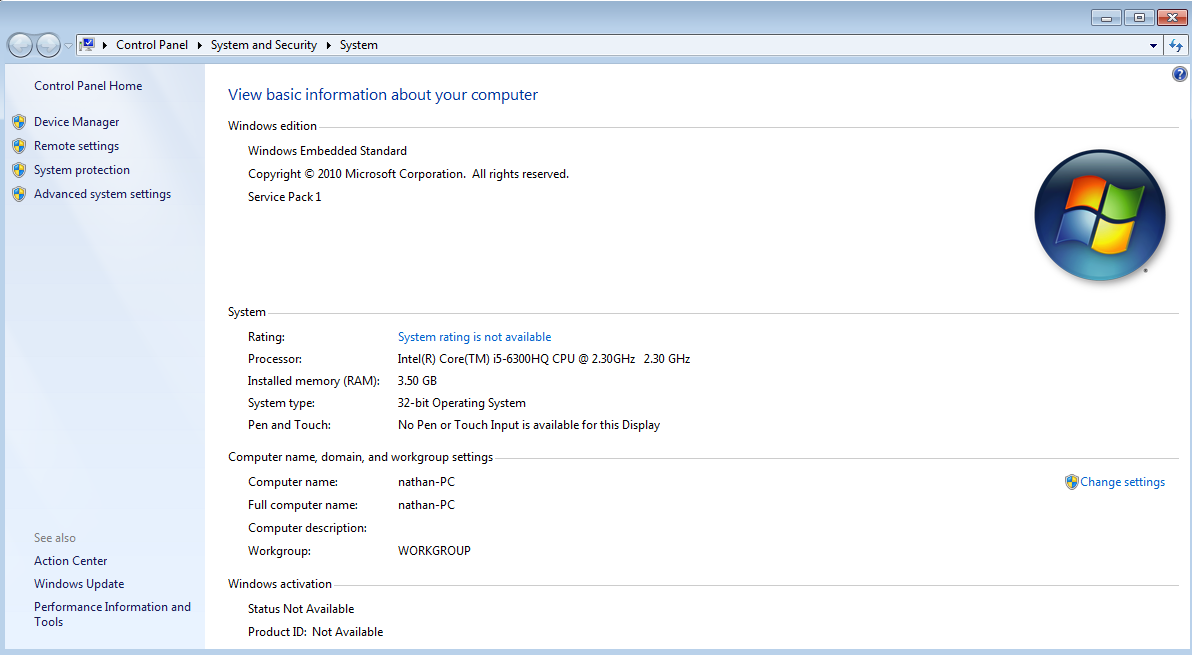 Control Panel System and Security System
Control Panel Home
Device Manager
Remote settings
System protection
Advanced system settings
See also
Action Center
Windows Update
Performance Information and
Tools
View basic information about your computer
Windows edition
Windows Embedded Standard
Copyright © 2010 Microsoft Corporation. All rights reserved.
Service Pack 1
System
Rating: System rating is not available
Processor: Intel(R) Core(TM) i5-6300HQ CPU @ 2.30GHz 2.30 GHz
Installed memory (RAM): 3.50 GB
System type: 32-bit Operating System
Pen and Touch: No Pen or Touch Input is available for this Display
Computer name, domain, and workgroup settings
Computer name: nathan-PC
Change settings
Full computer name: nathan-PC
Computer description:
Workgroup: WORKGROUP
Windows activation
Status Not Available
Product ID: Not Available